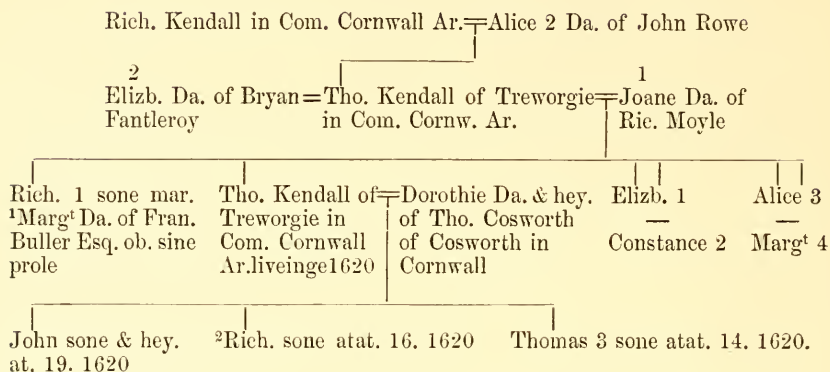 Rich. Kendall in Com. Cornwall Ar.=Alice 2 Da. of John Rowe
2 1
Elizb. Da. of Bryan=Tho. Kendall of Treworgie=Joane Da. of
Fantleroy in Com. Cornw. Ar. Ric. Moyle
Rich. 1 sone mar. Tho. Kendall of=Dorothie Da. & hey. Elizb. 1 Alice 3
¹Margᵗ Da. of Fran. Treworgie in of Tho. Cosworth — —
Buller Esq. ob. sine Com. Cornwall of Cosworth in Constance 2 Margᵗ 4
prole Ar.liveinge1620 Cornwall
John sone & hey. ²Rich. sone atat. 16. 1620 Thomas 3 sone atat. 14. 1620.
at. 19. 1620